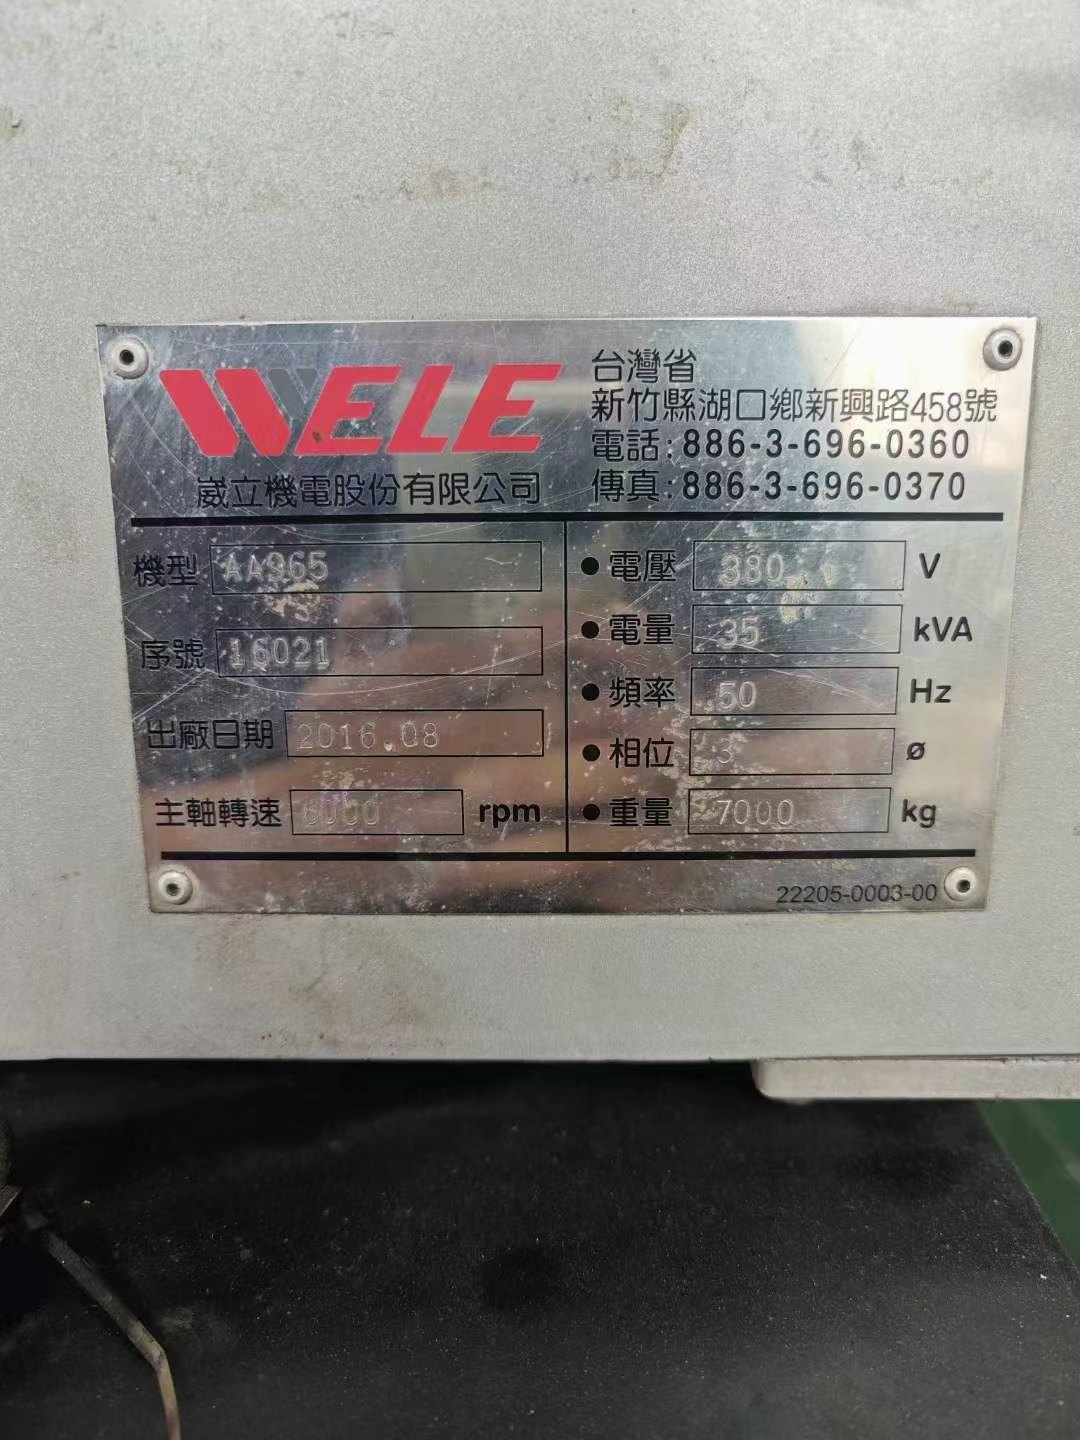 WELE
崴立機電股份有限公司
台灣省
新竹縣湖口鄉新興路458號
電話:886-3-696-0360
傳真:886-3-696-0370
機型 AA965
序號 16021
出廠日期 2016.08
主軸轉速 6000 rpm
●電壓 380 V
●電量 35 kVA
●頻率 50 Hz
●相位 3 ø
●重量 7000 kg
22205-0003-00